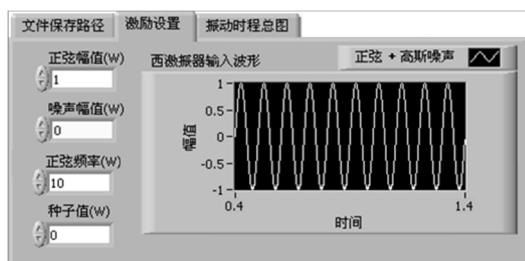 文件保存路径 激励设置 振动时程总图
正弦幅值(W)
1
噪声幅值(W)
0
正弦频率(W)
10
种子值(W)
0
西激振器输入波形
正弦 + 高斯噪声
幅值
1
0.5
0
-0.5
-1
0.4 1.4
时间